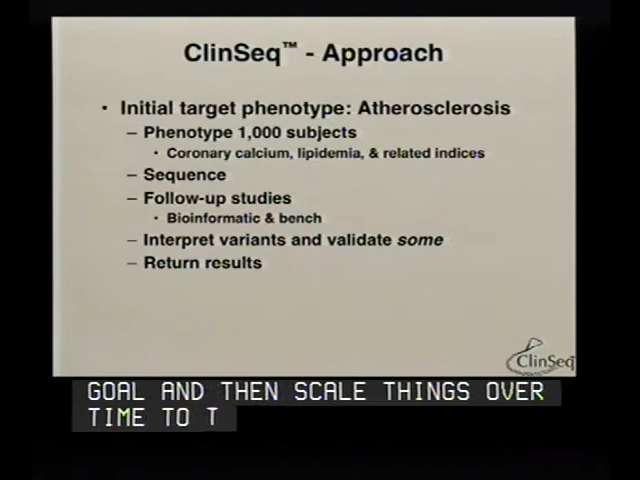 ClinSeq™ - Approach
• Initial target phenotype: Atherosclerosis
– Phenotype 1,000 subjects
• Coronary calcium, lipidemia, & related indices
– Sequence
– Follow-up studies
• Bioinformatic & bench
– Interpret variants and validate some
– Return results
ClinSeq
GOAL AND THEN SCALE THINGS OVER
TIME TO T